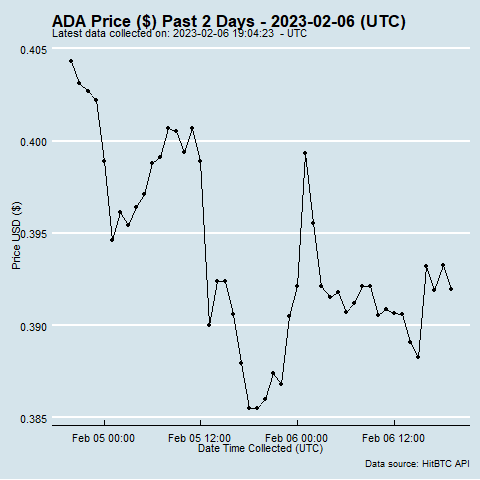 ADA Price ($) Past 2 Days - 2023-02-06 (UTC)
Latest data collected on: 2023-02-06 19:04:23  - UTC
0.405
0.400
0.395
0.390
0.385
Price USD ($)
Feb 05 00:00
Feb 05 12:00
Feb 06 00:00
Feb 06 12:00
Date Time Collected (UTC)
Data source: HitBTC API